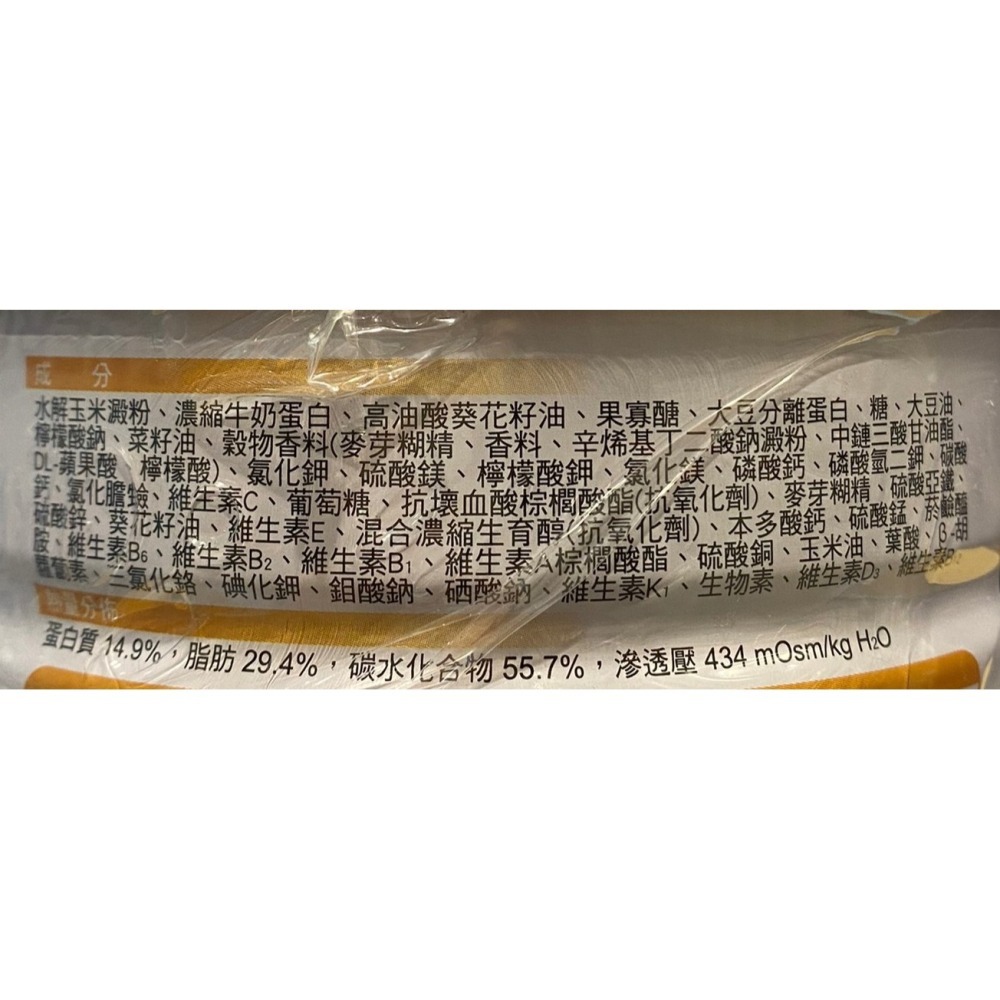 成 分
水解玉米澱粉、濃縮牛奶蛋白、高油酸葵花籽油、果寡醣、大豆分離蛋白、糖、大豆油、
檸檬酸鈉、菜籽油、穀物香料(麥芽糊精、香料、辛烯基丁二酸鈉澱粉、中鏈三酸甘油酯、
DL-蘋果酸、檸檬酸)、氯化鉀、硫酸鎂、檸檬酸鉀、氯化鎂、磷酸鈣、磷酸氫二鉀、碳酸
鈣、氯化膽鹼、維生素C、葡萄糖、抗壞血酸棕櫚酸酯(抗氧化劑)、麥芽糊精、硫酸亞鐵、
硫酸鋅、葵花籽油、維生素E、混合濃縮生育醇(抗氧化劑)、本多酸鈣、硫酸錳、菸鹼醯
胺、維生素B6、維生素B2、維生素B1、維生素A棕櫚酸酯、硫酸銅、玉米油、葉酸、β-胡
蘿蔔素、三氯化鉻、碘化鉀、鉬酸鈉、硒酸鈉、維生素K1、生物素、維生素D3、維生素B12
熱量分佈
蛋白質 14.9%，脂肪 29.4%，碳水化合物 55.7%，滲透壓 434 mOsm/kg H2O